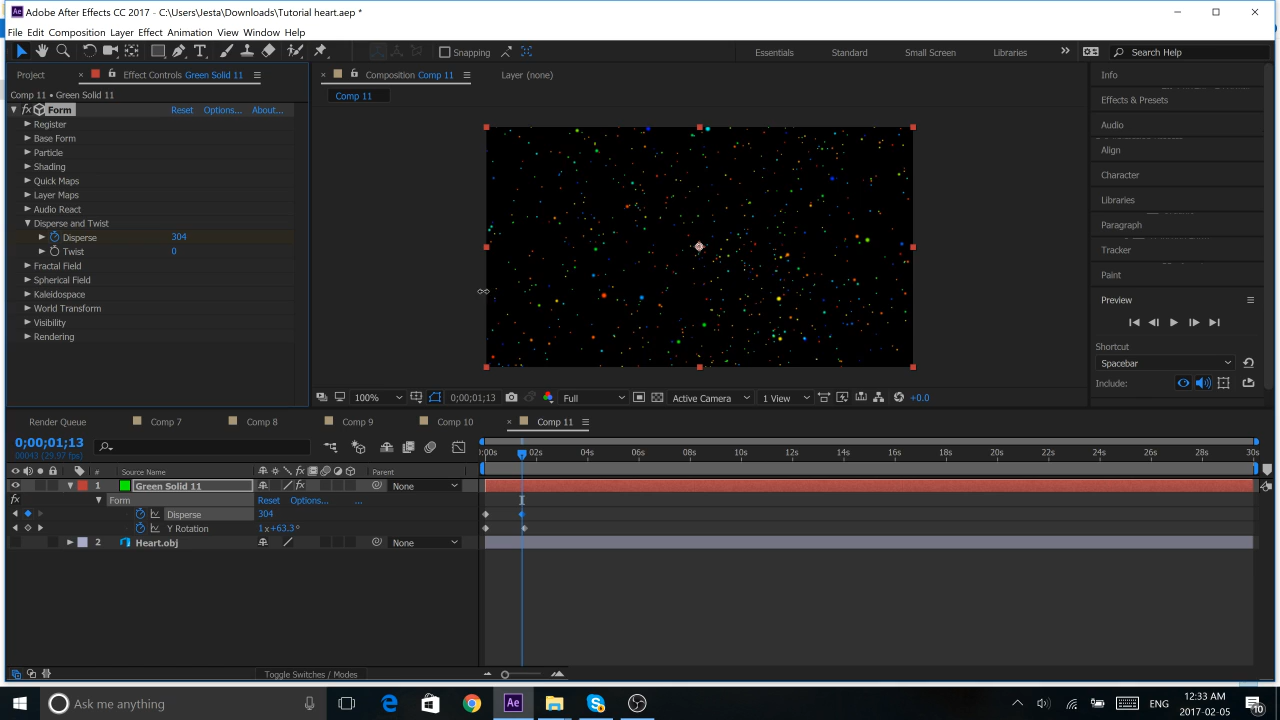 Adobe After Effects CC 2017 - C:\Users\Jesta\Downloads\Tutorial heart.aep *
File Edit Composition Layer Effect Animation View Window Help
Snapping Essentials Standard Small Screen Libraries Search Help
Project Effect Controls Green Solid 11 Composition Comp 11 Layer (none) Info
Comp 11 • Green Solid 11 Comp 11 Effects & Presets
fx Form Reset Options... About...
Register Audio
Base Form
Particle Align
Shading
Quick Maps Character
Layer Maps Libraries
Audio React
Disperse and Twist Paragraph
Disperse 304
Twist 0 Tracker
Fractal Field
Spherical Field Paint
Kaleidospace Preview
World Transform
Visibility
Rendering Shortcut
Spacebar
Include:
100% 0;00;01;13 Full Active Camera 1 View +0.0
Render Queue Comp 7 Comp 8 Comp 9 Comp 10 Comp 11
0;00;01;13
00043 (29.97 fps) :00s 02s 04s 06s 08s 10s 12s 14s 16s 18s 20s 22s 24s 26s 28s 30s
# Source Name fx Parent
1 Green Solid 11 fx None
fx Form Reset Options... ...
Disperse 304
Y Rotation 1x+63.3°
2 Heart.obj None
Toggle Switches / Modes
Ask me anything Ae ENG 12:33 AM
2017-02-05 10